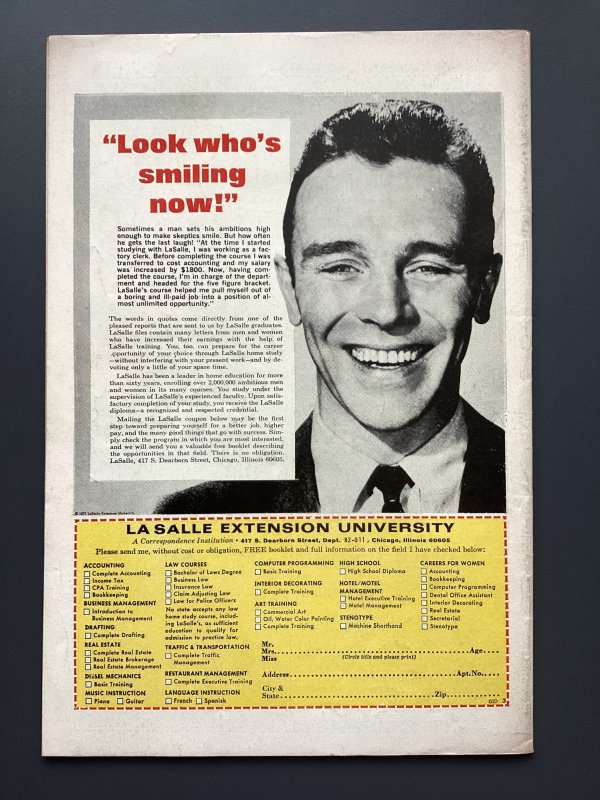 “Look who’s
smiling
now!”
Sometimes a man sets his ambitions high
enough to make skeptics smile. But how often
he gets the last laugh! “At the time I started
studying with LaSalle, I was working as a fac-
tory clerk. Before completing the course I was
transferred to cost accounting and my salary
was increased by $1800. Now, having com-
pleted the course, I’m in charge of the depart-
ment and headed for the five figure bracket.
LaSalle’s course helped me pull myself out of
a boring and ill-paid job into a position of al-
most unlimited opportunity.”
The words in quotes come directly from one of the
pleased reports that are sent to us by LaSalle graduates.
LaSalle files contain many letters from men and women
who have increased their earnings with the help of
LaSalle training. You, too, can prepare for the career
opportunity of your choice through LaSalle home study
—without interfering with your present work—and by de-
voting only a little of your spare time.
LaSalle has been a leader in home education for more
than sixty years, enrolling over 2,000,000 ambitious men
and women in its many courses. You study under the
supervision of LaSalle’s experienced faculty. Upon satis-
factory completion of your study, you receive the LaSalle
diploma—a recognized and respected credential.
Mailing the LaSalle coupon below may be the first
step toward preparing yourself for a better job, higher
pay, and the many good things that go with success. Sim-
ply check the program in which you are most interested,
and we will send you a valuable free booklet describing
the opportunities in that field. There is no obligation.
LaSalle, 417 S. Dearborn Street, Chicago, Illinois 60605.
LaSalle Extension University
LA SALLE EXTENSION UNIVERSITY
A Correspondence Institution • 417 S. Dearborn Street, Dept. 92-011, Chicago, Illinois 60605
Please send me, without cost or obligation, FREE booklet and full information on the field I have checked below:
ACCOUNTING
Complete Accounting
Income Tax
CPA Training
Bookkeeping
BUSINESS MANAGEMENT
Introduction to
Business Management
DRAFTING
Complete Drafting
REAL ESTATE
Complete Real Estate
Real Estate Brokerage
Real Estate Management
DIESEL MECHANICS
Basic Training
MUSIC INSTRUCTION
Piano Guitar
LAW COURSES
Bachelor of Laws Degree
Business Law
Insurance Law
Claim Adjusting Law
Law for Police Officers
No state accepts any law
home study course, includ-
ing LaSalle’s, as sufficient
education to qualify for
admission to practice law.
TRAFFIC & TRANSPORTATION
Complete Traffic
Management
RESTAURANT MANAGEMENT
Complete Executive Training
LANGUAGE INSTRUCTION
French Spanish
COMPUTER PROGRAMMING
Basic Training
INTERIOR DECORATING
Complete Training
ART TRAINING
Commercial Art
Oil, Water Color Painting
Complete Training
HIGH SCHOOL
High School Diploma
HOTEL/MOTEL
MANAGEMENT
Hotel Executive Training
Motel Management
STENOTYPE
Machine Shorthand
CAREERS FOR WOMEN
Accounting
Bookkeeping
Computer Programming
Dental Office Assistant
Interior Decorating
Real Estate
Secretarial
Stenotype
Mr.
Mrs. Age
Miss (Circle title and please print)
Address Apt.No.
City &
State Zip